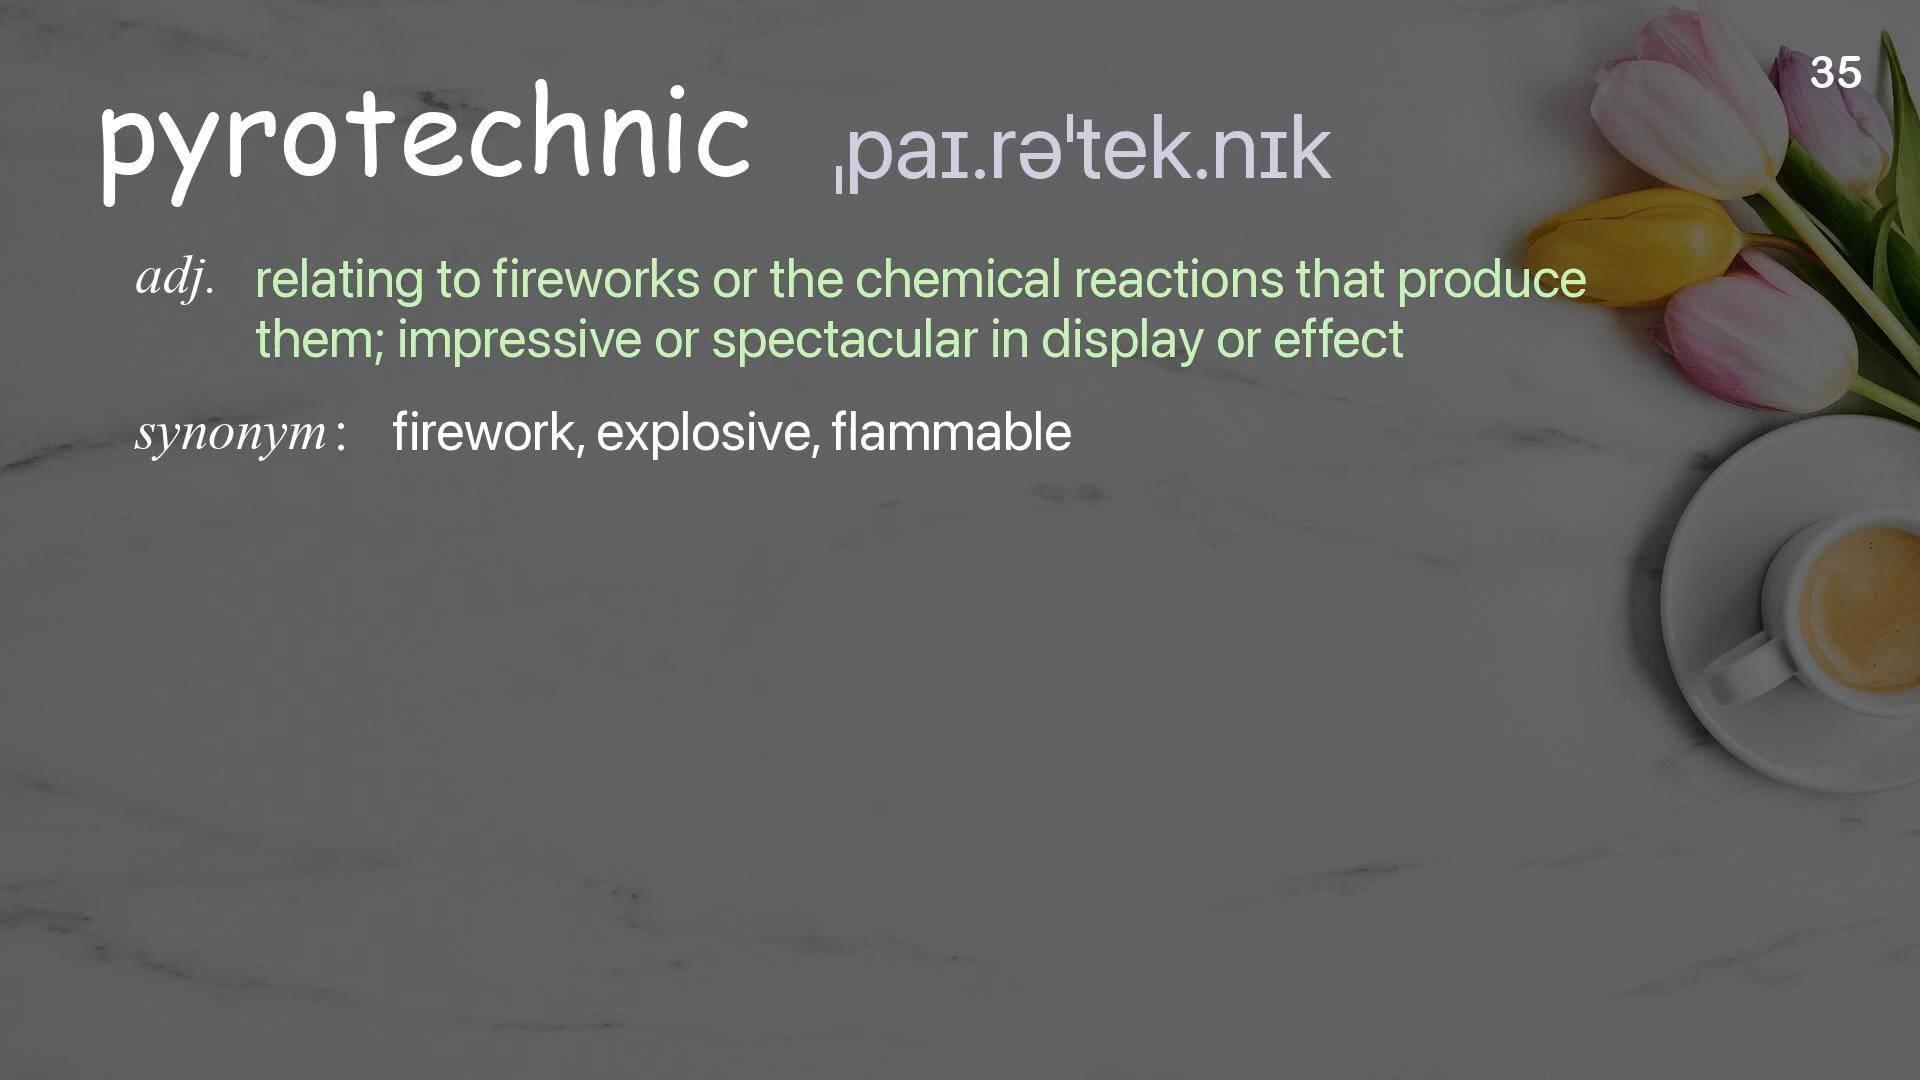 35
pyrotechnic ˌpaɪ.rəˈtek.nɪk
adj. relating to fireworks or the chemical reactions that produce
them; impressive or spectacular in display or effect
synonym: firework, explosive, flammable